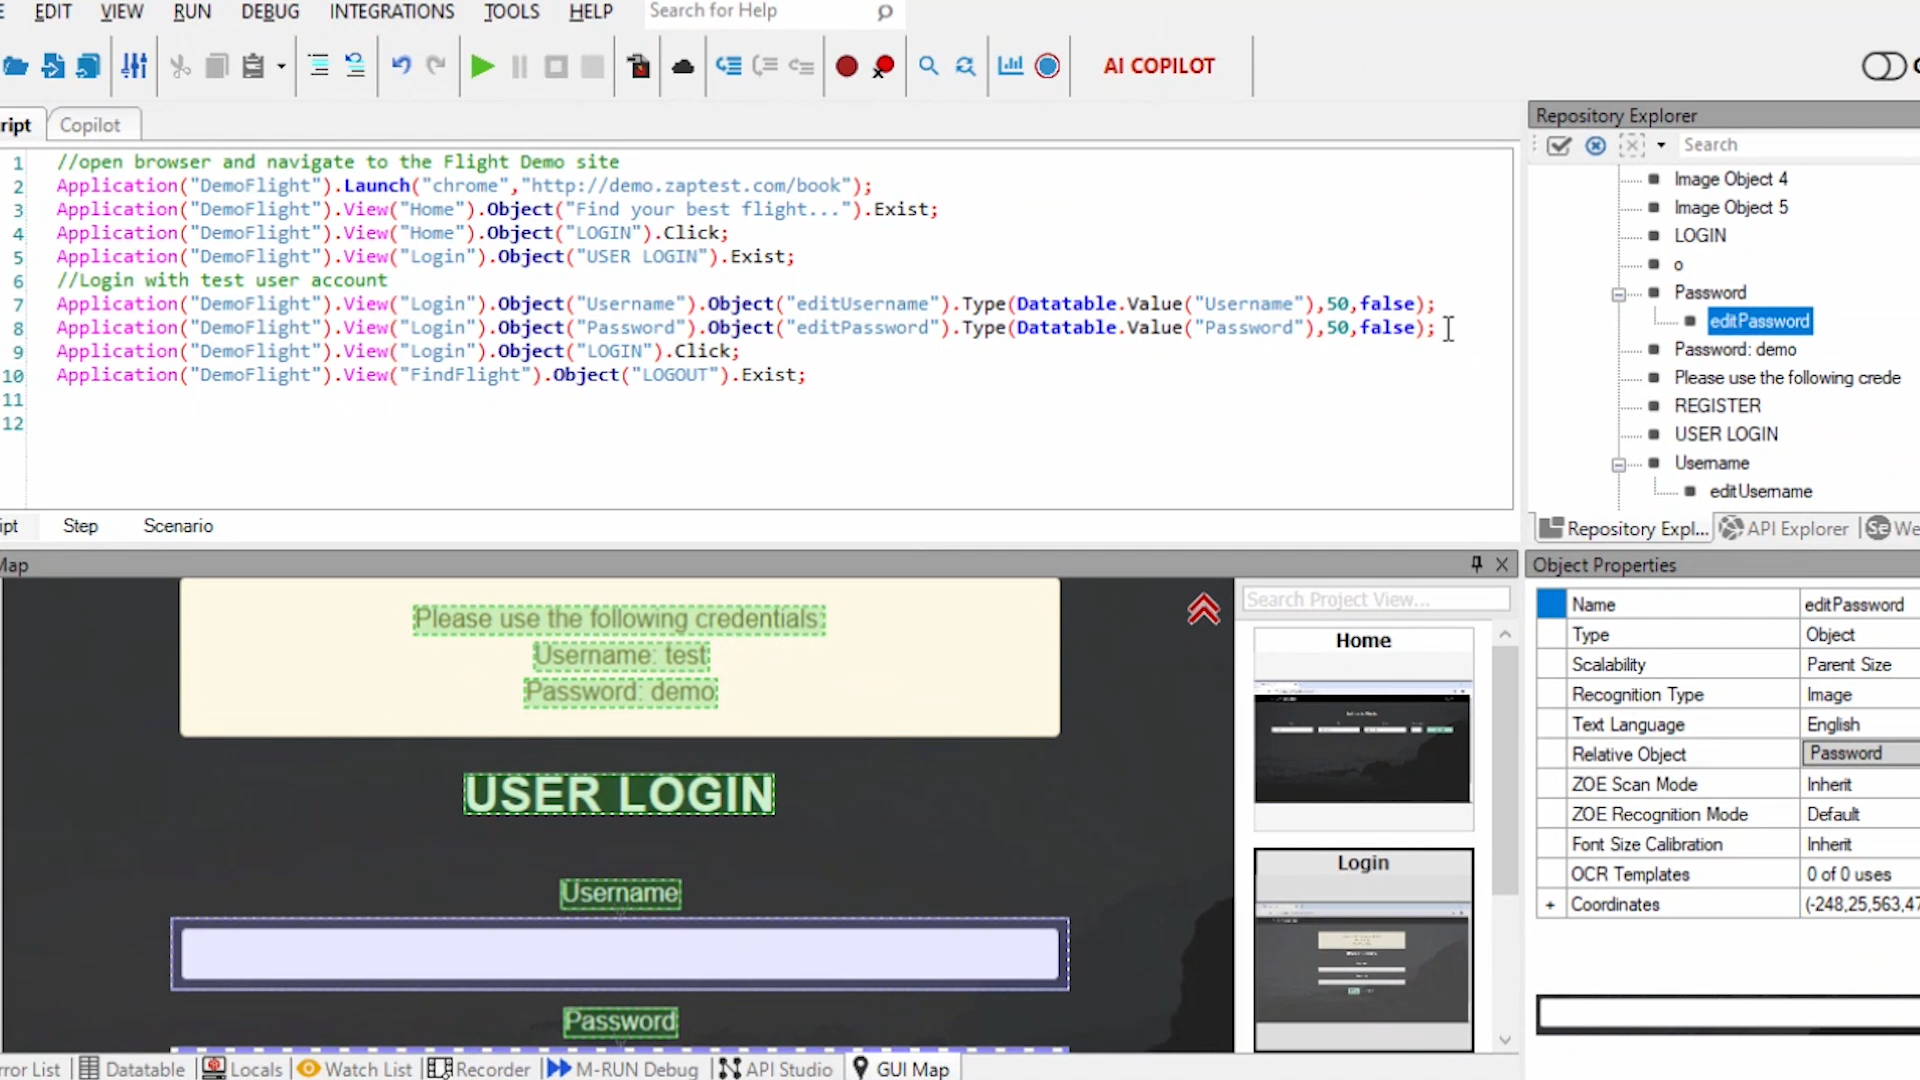 EDIT VIEW RUN DEBUG INTEGRATIONS TOOLS HELP Search for Help
AI COPILOT
ript Copilot
1 //open browser and navigate to the Flight Demo site
2 Application("DemoFlight").Launch("chrome","http://demo.zaptest.com/book");
3 Application("DemoFlight").View("Home").Object("Find your best flight...").Exist;
4 Application("DemoFlight").View("Home").Object("LOGIN").Click;
5 Application("DemoFlight").View("Login").Object("USER LOGIN").Exist;
6 //Login with test user account
7 Application("DemoFlight").View("Login").Object("Username").Object("editUsername").Type(Datatable.Value("Username"),50,false);
8 Application("DemoFlight").View("Login").Object("Password").Object("editPassword").Type(Datatable.Value("Password"),50,false);
9 Application("DemoFlight").View("Login").Object("LOGIN").Click;
10 Application("DemoFlight").View("FindFlight").Object("LOGOUT").Exist;
11
12
ipt Step Scenario
Repository Explorer
Search
Image Object 4
Image Object 5
LOGIN
o
Password
editPassword
Password: demo
Please use the following crede
REGISTER
USER LOGIN
Username
editUsername
Repository Expl... API Explorer Se We
Map
Please use the following credentials:
Username: test
Password: demo
USER LOGIN
Username
Password
Search Project View...
Home
Login
Object Properties
Name editPassword
Type Object
Scalability Parent Size
Recognition Type Image
Text Language English
Relative Object Password
ZOE Scan Mode Inherit
ZOE Recognition Mode Default
Font Size Calibration Inherit
OCR Templates 0 of 0 uses
+ Coordinates (-248,25,563,47
rror List Datatable Locals Watch List Recorder M-RUN Debug API Studio GUI Map